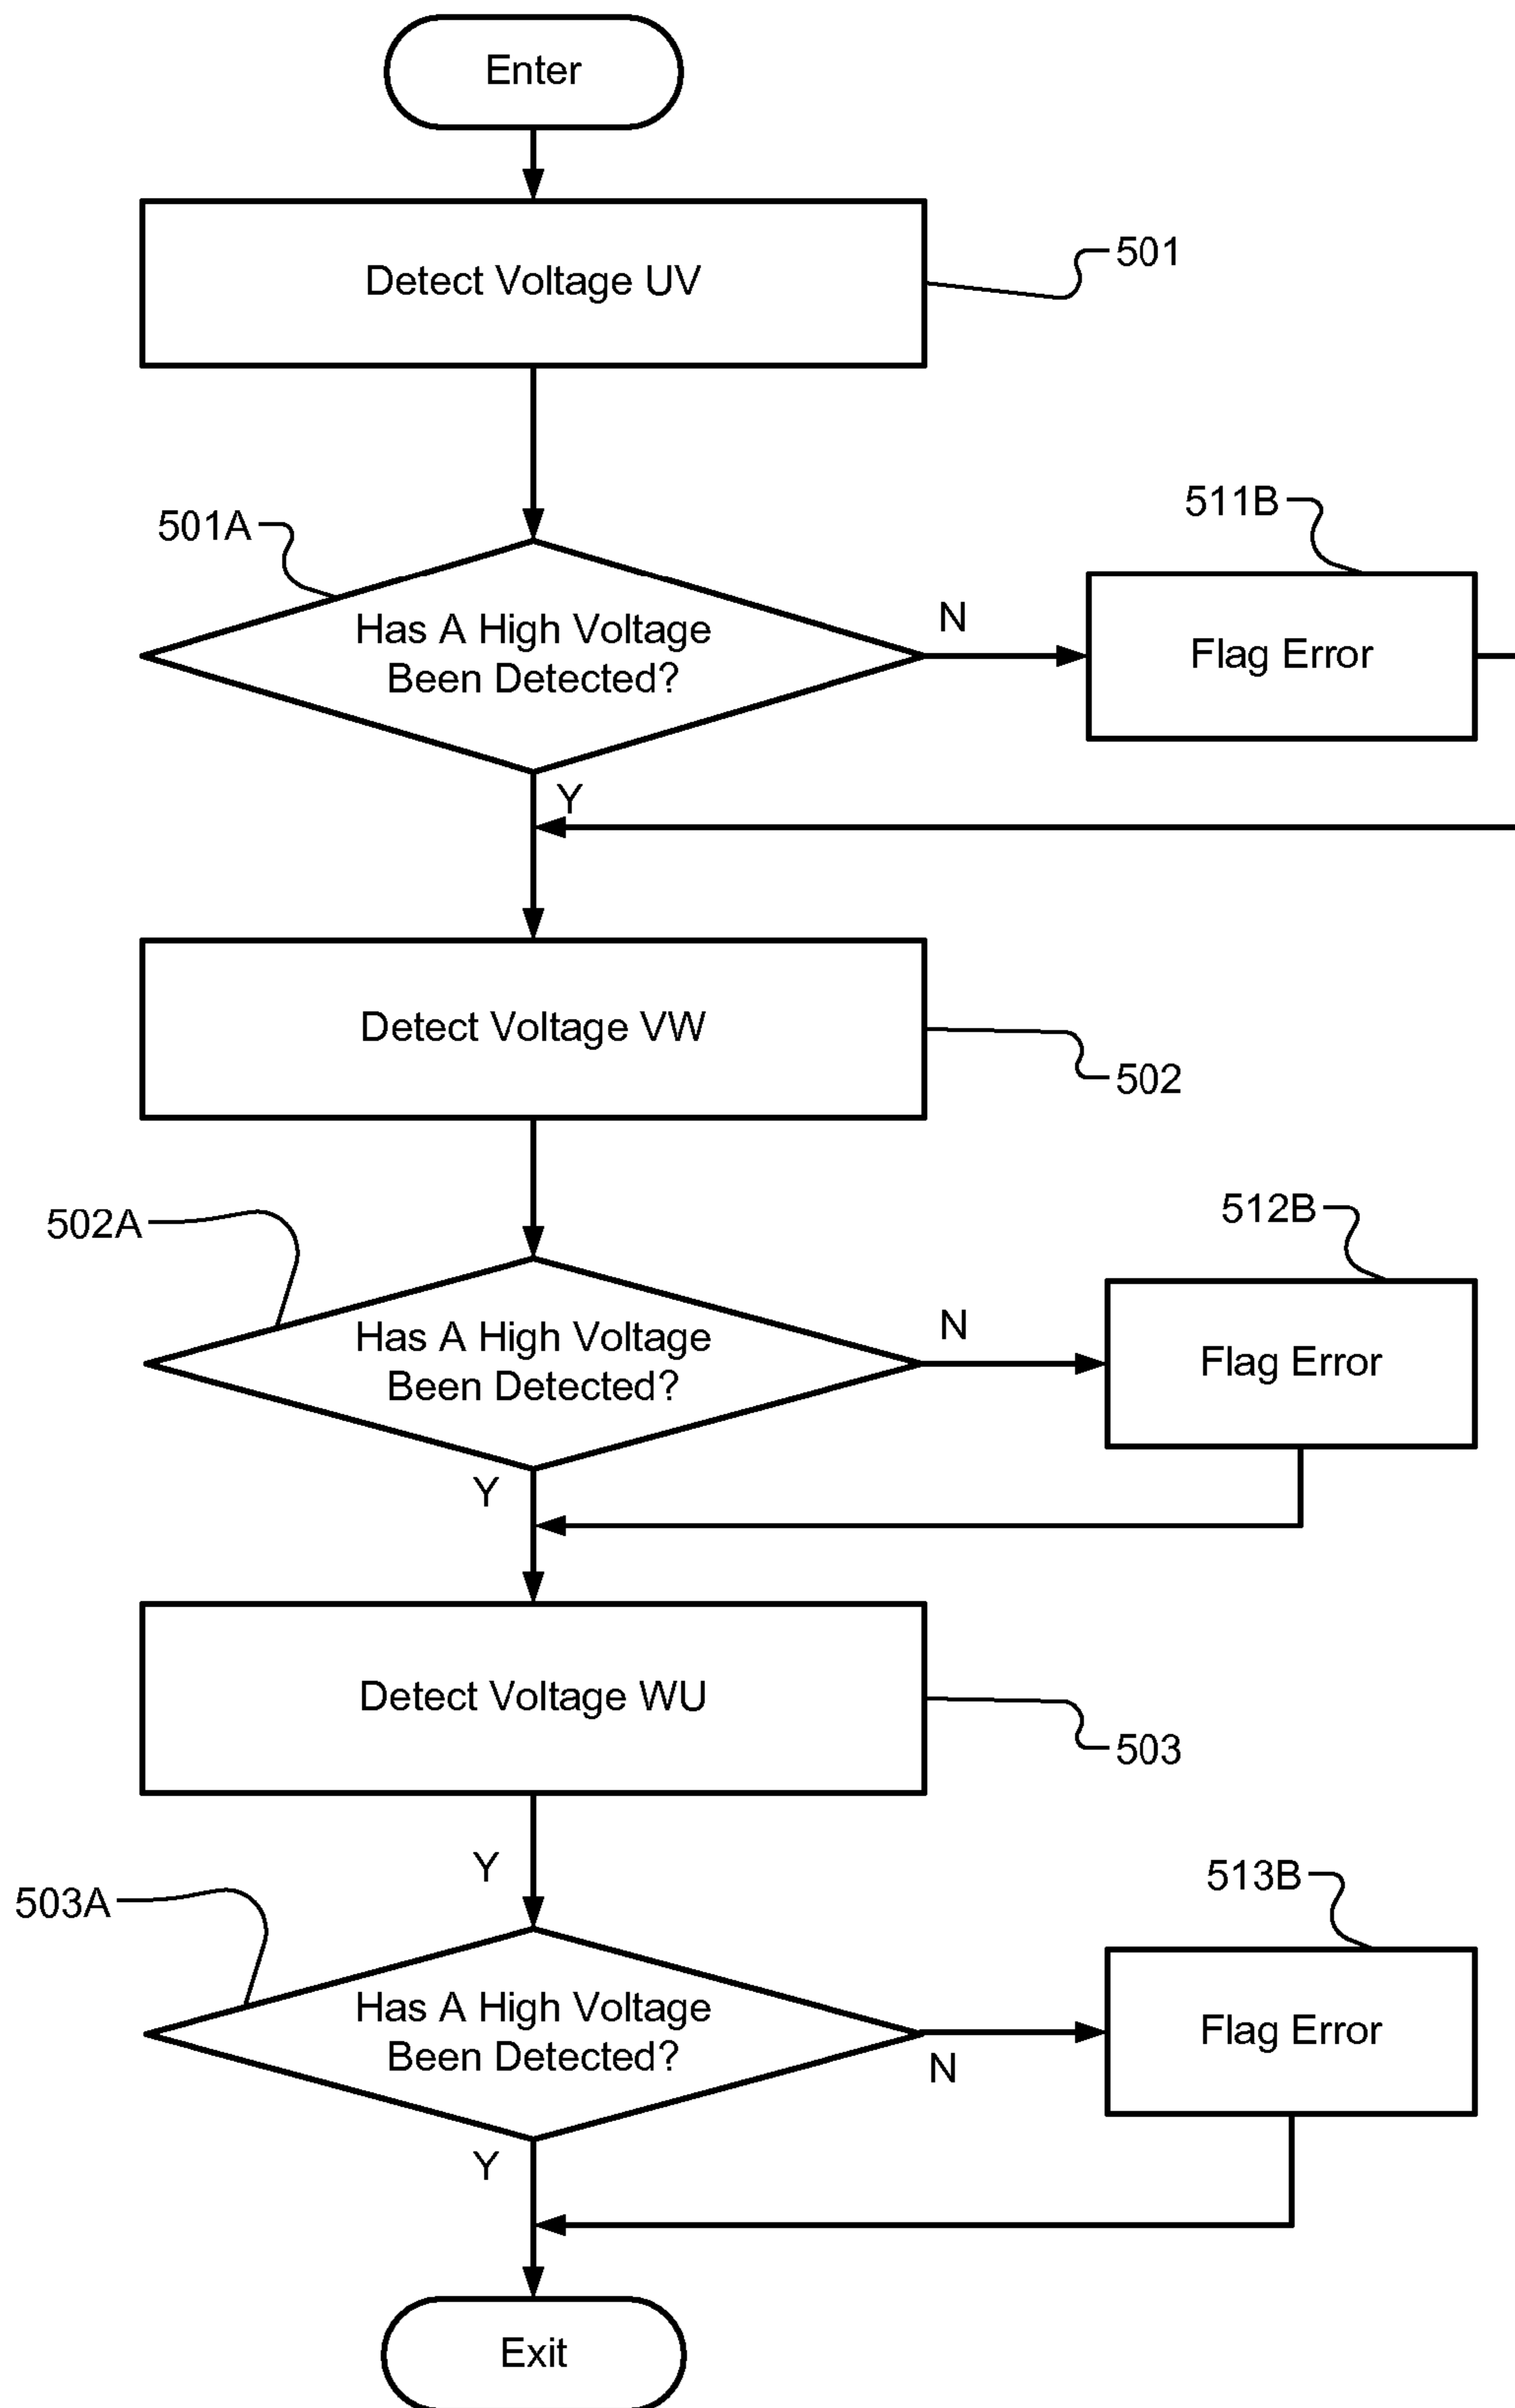 Enter
Detect Voltage UV
501
501A
Has A High Voltage
Been Detected?
N
511B
Flag Error
Y
Detect Voltage VW
502
502A
Has A High Voltage
Been Detected?
N
512B
Flag Error
Y
Detect Voltage WU
503
Y
503A
Has A High Voltage
Been Detected?
N
513B
Flag Error
Y
Exit